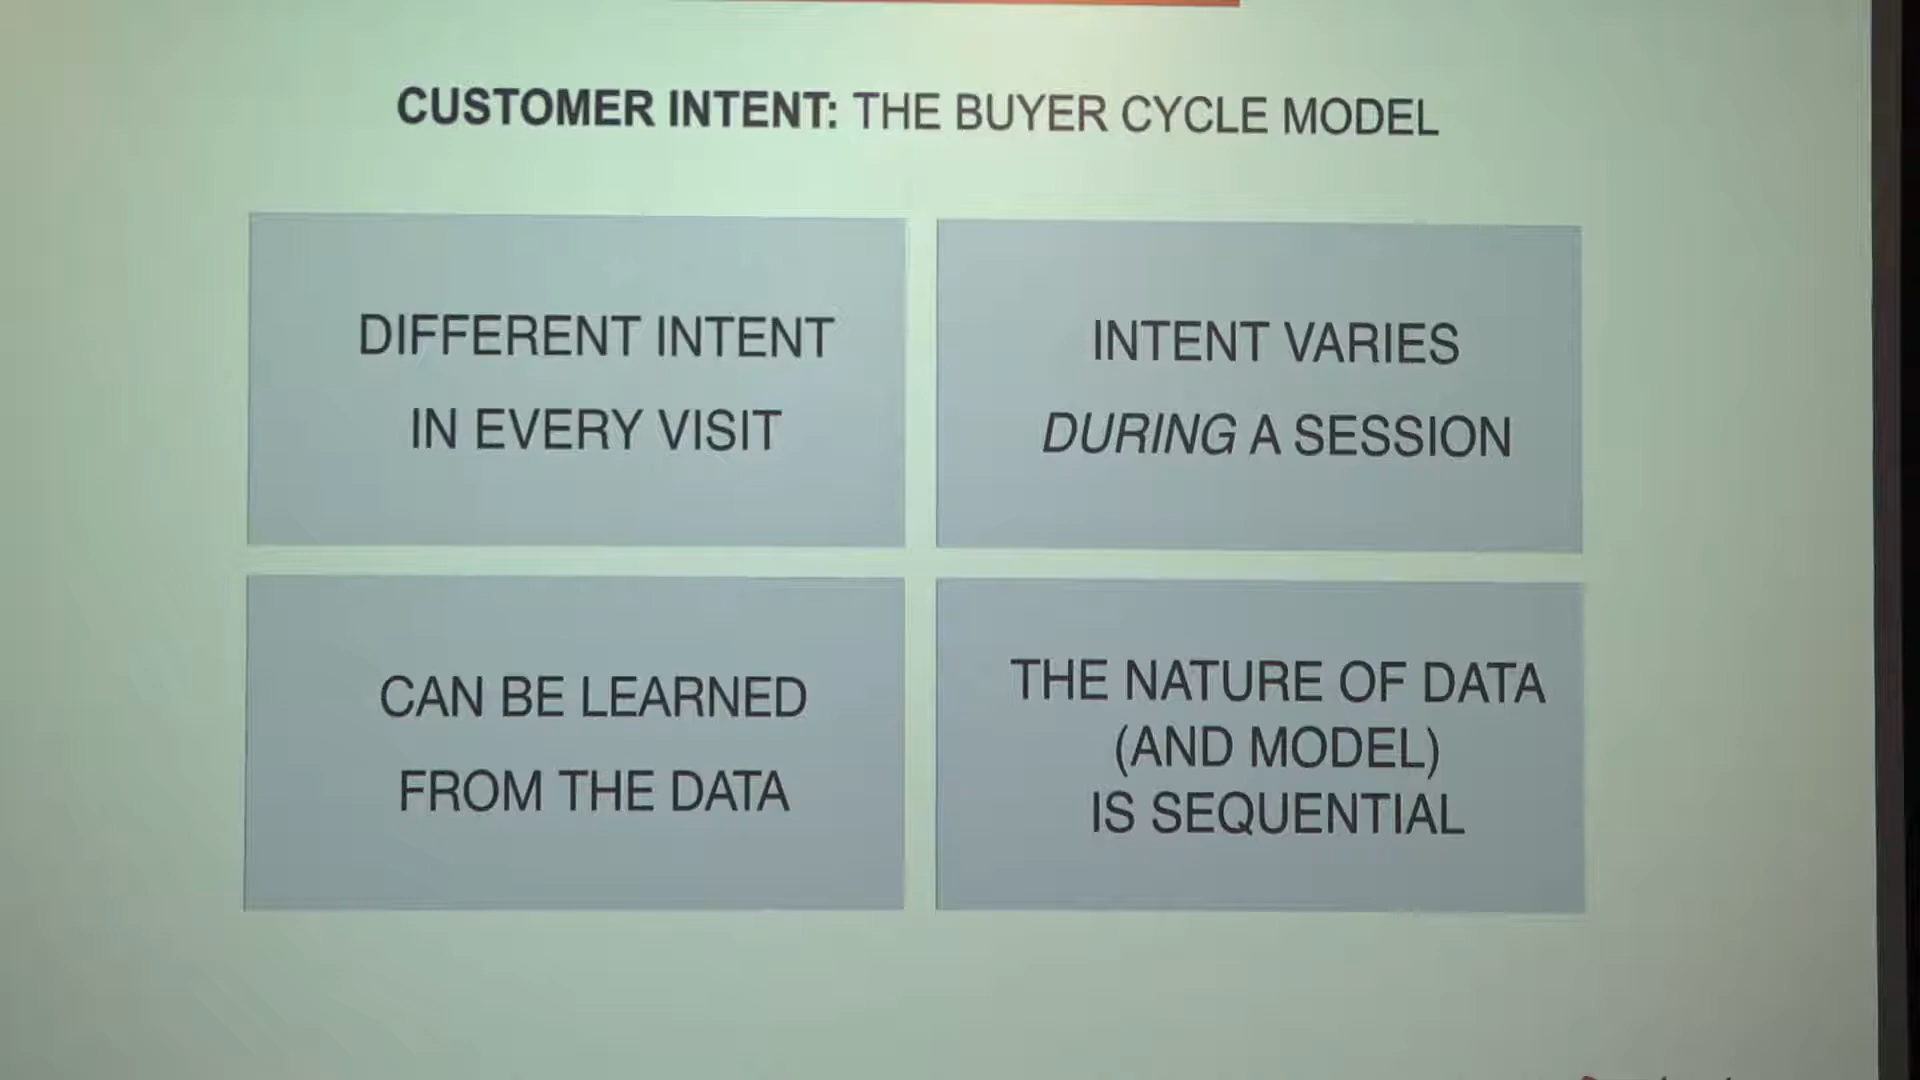 CUSTOMER INTENT: THE BUYER CYCLE MODEL
DIFFERENT INTENT
IN EVERY VISIT
INTENT VARIES
DURING A SESSION
CAN BE LEARNED
FROM THE DATA
THE NATURE OF DATA
(AND MODEL)
IS SEQUENTIAL